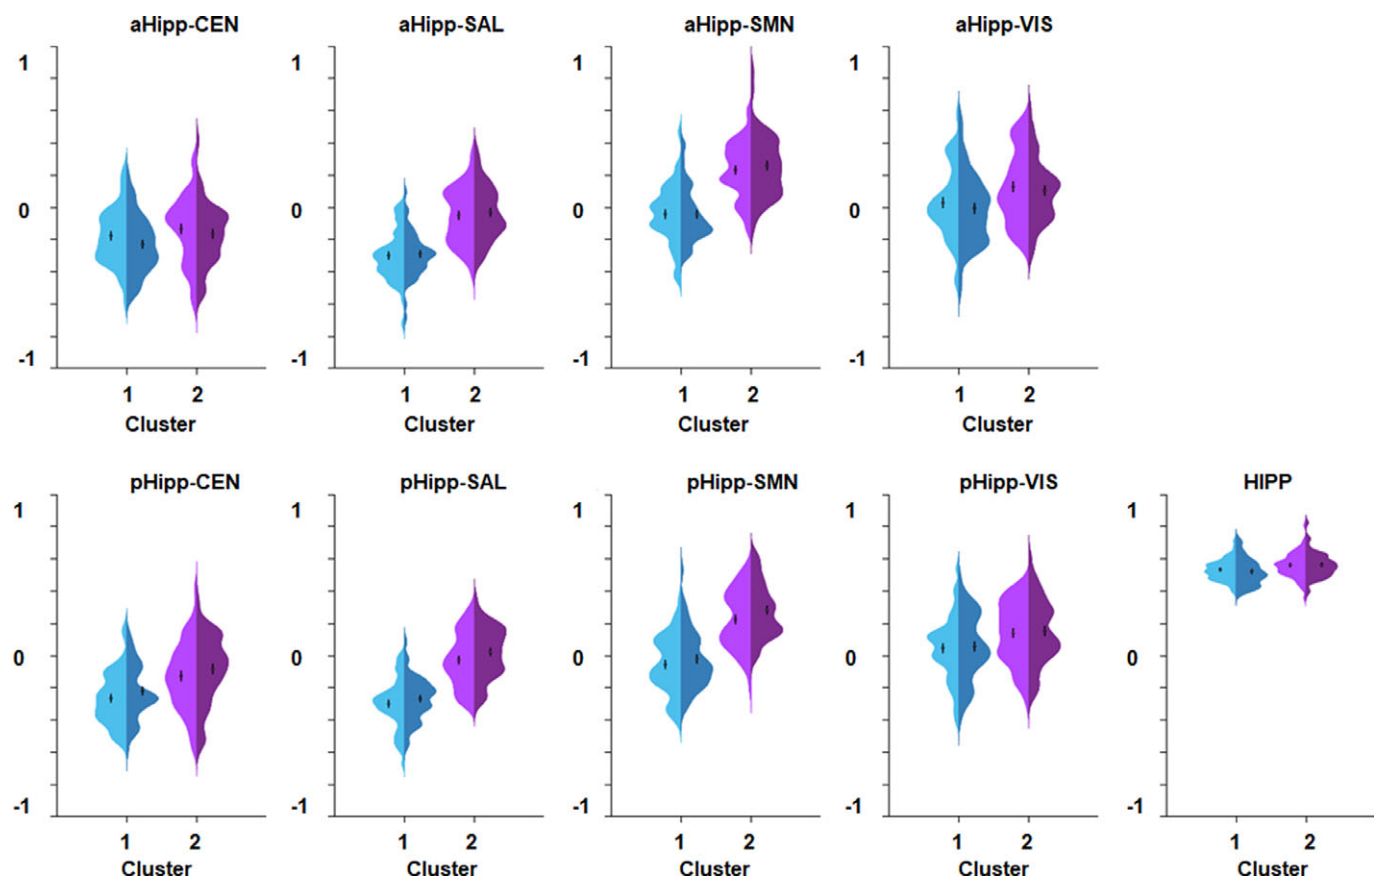 aHipp-CEN aHipp-SAL aHipp-SMN aHipp-VIS
1 1 1 1
0 0 0 0
-1 -1 -1 -1
1 2 1 2 1 2 1 2
Cluster Cluster Cluster Cluster
pHipp-CEN pHipp-SAL pHipp-SMN pHipp-VIS HIPP
1 1 1 1 1
0 0 0 0 0
-1 -1 -1 -1 -1
1 2 1 2 1 2 1 2 1 2
Cluster Cluster Cluster Cluster Cluster